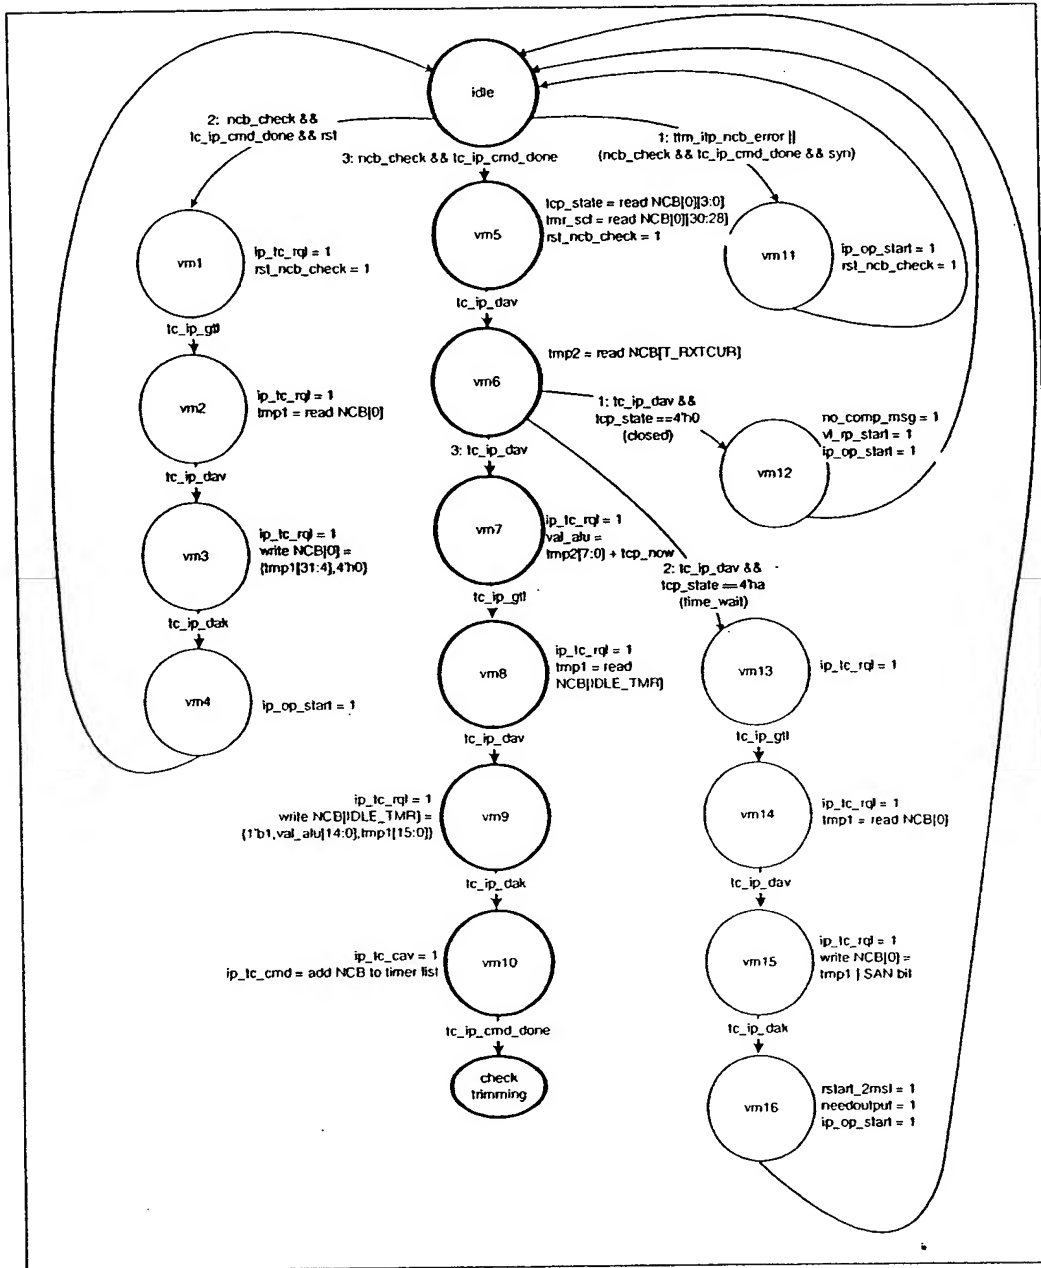 idle
2: ncb_check &&
tc_ip_cmd_done && rst
3: ncb_check && tc_ip_cmd_done
1: ttm_itp_ncb_error ||
(ncb_check && tc_ip_cmd_done && syn)
vm1
ip_tc_rql = 1
rst_ncb_check = 1
tc_ip_gtl
vm2
ip_tc_rql = 1
tmp1 = read NCB[0]
tc_ip_dav
vm3
ip_tc_rql = 1
write NCB[0] =
{tmp1[31:4],4'h0}
tc_ip_dak
vm4
ip_op_start = 1
vm5
tcp_state = read NCB[0][3:0]
tmr_scl = read NCB[0][30:28]
rst_ncb_check = 1
tc_ip_dav
vm6
tmp2 = read NCB[T_RXTCUR]
3: tc_ip_dav
vm7
ip_tc_rql = 1
val_alu =
tmp2[7:0] + tcp_now
tc_ip_gtl
vm8
ip_tc_rql = 1
tmp1 = read
NCB[IDLE_TMR]
tc_ip_dav
vm9
ip_tc_rql = 1
write NCB[IDLE_TMR] =
{1'b1,val_alu[14:0],tmp1[15:0]}
tc_ip_dak
vm10
ip_tc_cav = 1
ip_tc_cmd = add NCB to timer list
tc_ip_cmd_done
check
trimming
vm11
ip_op_start = 1
rst_ncb_check = 1
1: tc_ip_dav &&
tcp_state ==4'h0
(closed)
vm12
no_comp_msg = 1
vl_rp_start = 1
ip_op_start = 1
2: tc_ip_dav &&
tcp_state ==4'ha
(time_wait)
vm13
ip_tc_rql = 1
tc_ip_gtl
vm14
ip_tc_rql = 1
tmp1 = read NCB[0]
tc_ip_dav
vm15
ip_tc_rql = 1
write NCB[0] =
tmp1 | SAN bit
tc_ip_dak
vm16
rstart_2msl = 1
needoutput = 1
ip_op_start = 1